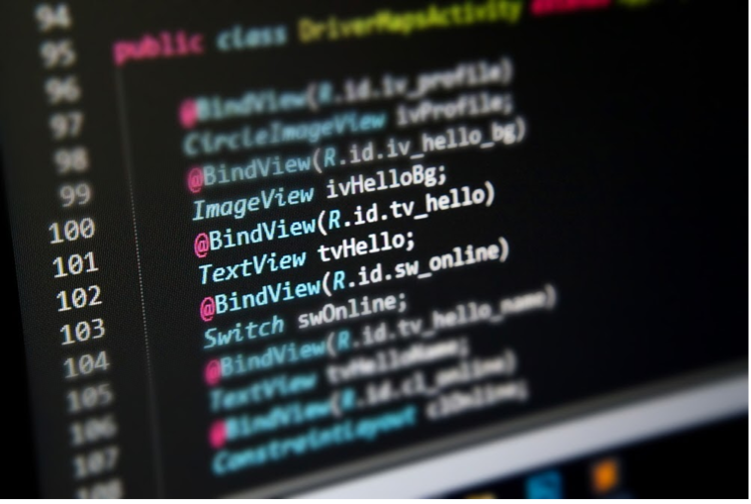 94
95 public class DriverMapsActivity extends
96
97 @BindView(R.id.iv_profile)
98 CircleImageView ivProfile;
99 @BindView(R.id.iv_hello_bg)
100 ImageView ivHelloBg;
101 @BindView(R.id.tv_hello)
102 TextView tvHello;
103 @BindView(R.id.sw_online)
104 Switch swOnline;
105 @BindView(R.id.tv_hello_name)
106 TextView tvHelloName;
107 @BindView(R.id.cl_online)
108 ConstraintLayout clOnline;